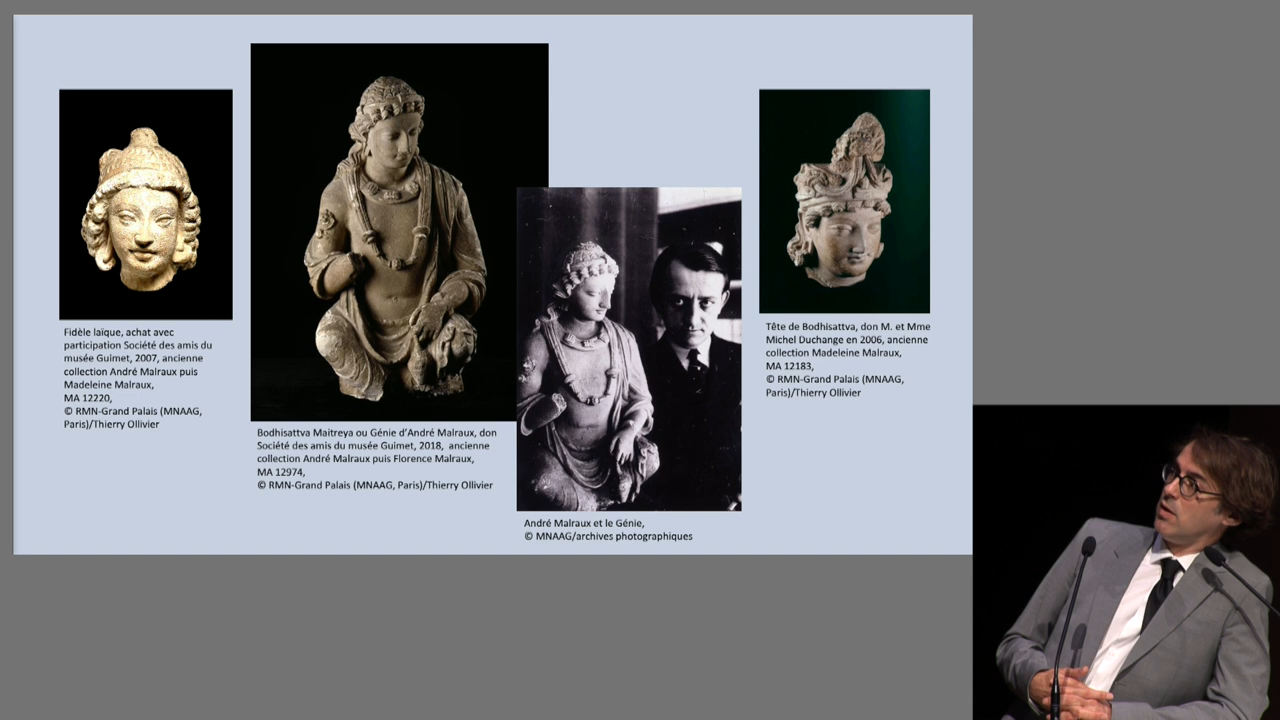 Fidèle laïque, achat avec
participation Société des amis du
musée Guimet, 2007, ancienne
collection André Malraux puis
Madeleine Malraux,
MA 12220,
© RMN-Grand Palais (MNAAG,
Paris)/Thierry Ollivier
Bodhisattva Maitreya ou Génie d'André Malraux, don
Société des amis du musée Guimet, 2018,  ancienne
collection André Malraux puis Florence Malraux,
MA 12974,
© RMN-Grand Palais (MNAAG, Paris)/Thierry Ollivier
André Malraux et le Génie,
© MNAAG/archives photographiques
Tête de Bodhisattva, don M. et Mme
Michel Duchange en 2006, ancienne
collection Madeleine Malraux,
MA 12183,
© RMN-Grand Palais (MNAAG,
Paris)/Thierry Ollivier